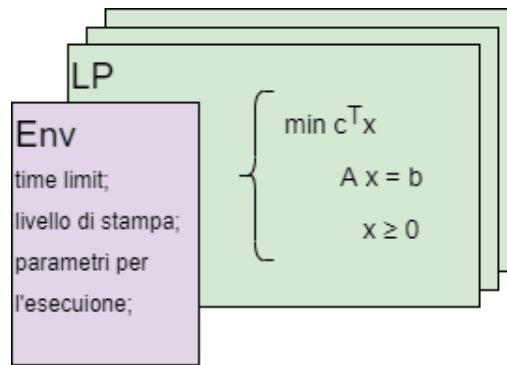 LP
min cᵀx
A x = b
x ≥ 0
Env
time limit;
livello di stampa;
parametri per
l'esecuione;